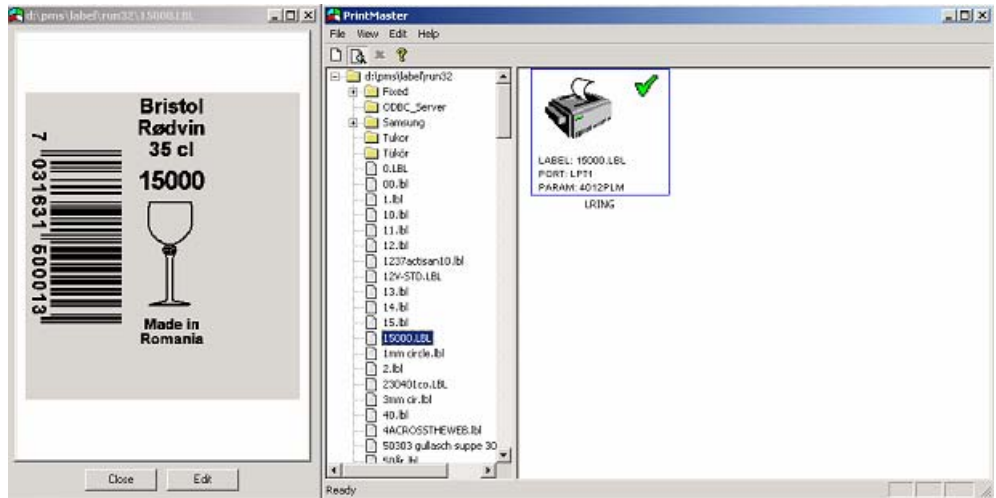 d:\pms\label\run32\15000.LBL
Bristol
Rødvin
35 cl
15000
7 031631 500013
Made in
Romania
Close
Edit
PrintMaster
File View Edit Help
d:\pms\label\run32
Fixed
ODBC_Server
Samsung
Tukor
Tükör
0.LBL
00.lbl
1.lbl
10.lbl
11.lbl
12.lbl
1237actisan10.lbl
12V-STD.LBL
13.lbl
14.lbl
15.lbl
15000.LBL
1mm circle.lbl
2.lbl
230401co.LBL
3mm cir.lbl
40.lbl
4ACROSSTHEWEB.lbl
50303 gullasch suppe 30
LABEL: 15000.LBL
PORT: LPT1
PARAM: 4012PLM
LRING
Ready